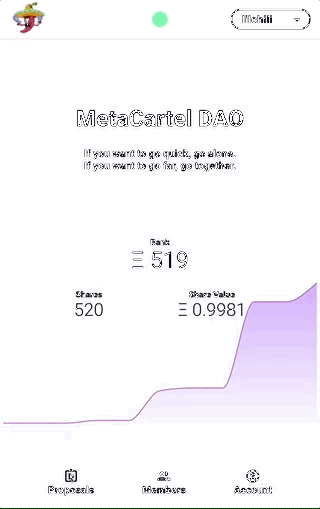 MetaCartel DAO
If you want to go quick, go alone.
If you want to go far, go together.
Bank
Ξ 519
Shares
Share Value
520
Ξ 0.9981
Proposals
Members
Account